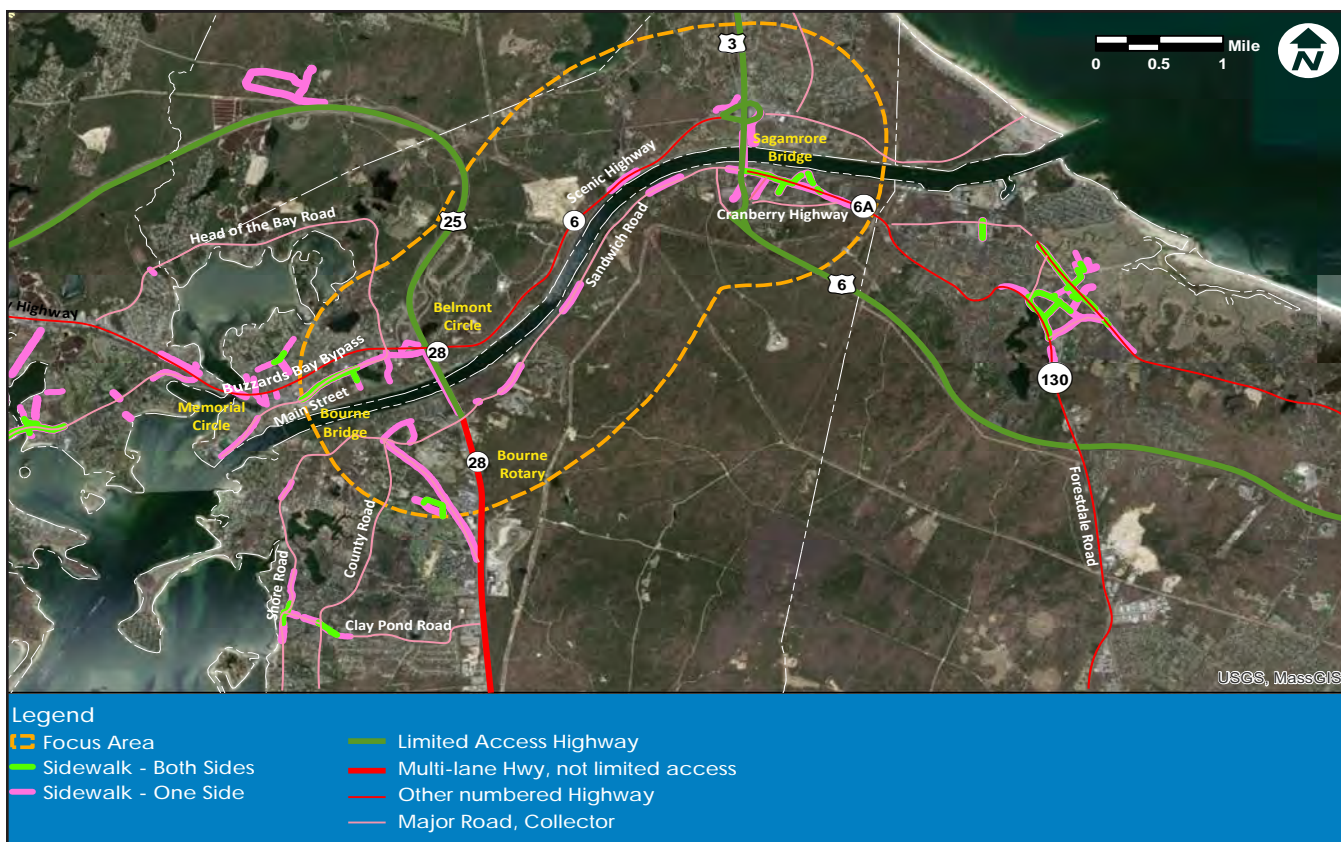 3
Mile
0 0.5 1
N
Sagamrore
Bridge
Scenic Highway
6A
Cranberry Highway
Head of the Bay Road
25
6
Sandwich Road
6
y Highway
Belmont
Circle
28
Buzzards Bay Bypass
130
Memorial
Circle
Main Street
Bourne
Bridge
28
Bourne
Rotary
Forestdale Road
County Road
Shore Road
Clay Pond Road
USGS, MassGIS
Legend
Focus Area
Sidewalk - Both Sides
Sidewalk - One Side
Limited Access Highway
Multi-lane Hwy, not limited access
Other numbered Highway
Major Road, Collector